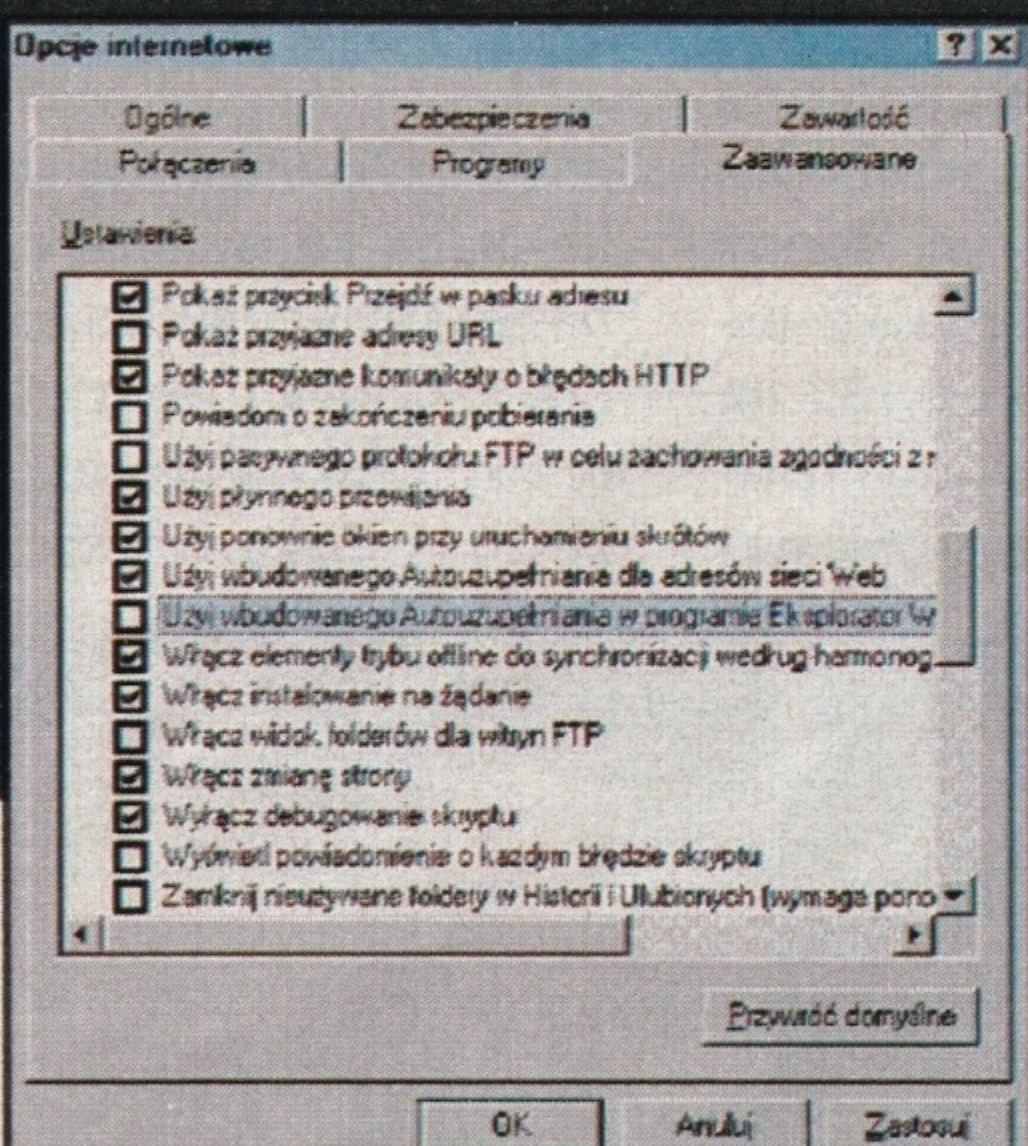 Opcje internetowe
Ogólne Zabezpieczenia Zawartość
Połączenia Programy Zaawansowane
Ustawienia:
Pokaż przycisk Przejdź w pasku adresu
Pokaż przyjazne adresy URL
Pokaż przyjazne komunikaty o błędach HTTP
Powiadom o zakończeniu pobierania
Użyj pasywnego protokołu FTP w celu zachowania zgodności z r
Użyj płynnego przewijania
Użyj ponownie okien przy uruchamianiu skrótów
Użyj wbudowanego Autouzupełniania dla adresów sieci Web
Użyj wbudowanego Autouzupełniania w programie Eksplorator W
Włącz elementy trybu offline do synchronizacji według harmonog
Włącz instalowanie na żądanie
Włącz widok folderów dla witryn FTP
Włącz zmianę strony
Wyłącz debugowanie skryptu
Wyświetl powiadomienie o każdym błędzie skryptu
Zamknij nieużywane foldery w Historii i Ulubionych (wymaga pono
Przywróć domyślne
OK Anuluj Zastosuj